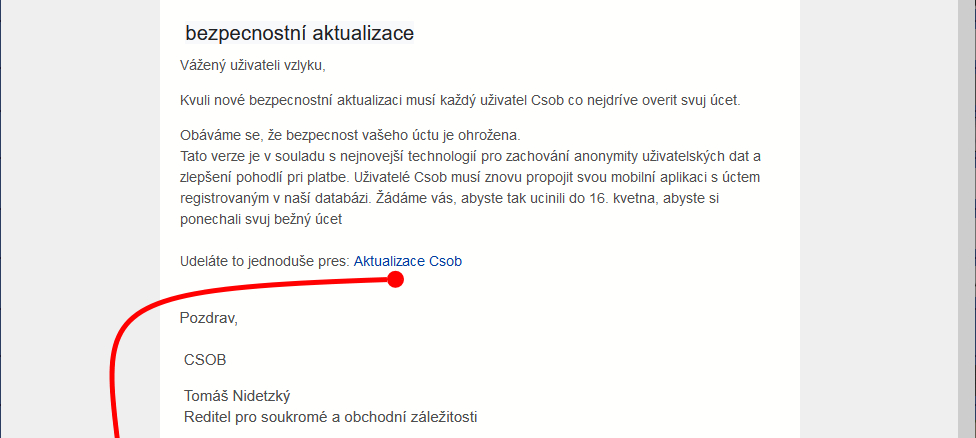 bezpecnostní aktualizace
Vážený uživateli vzlyku,
Kvuli nové bezpecnostní aktualizaci musí každý uživatel Csob co nejdríve overit svuj úcet.
Obáváme se, že bezpecnost vašeho úctu je ohrožena.
Tato verze je v souladu s nejnovejší technologií pro zachování anonymity uživatelských dat a
zlepšení pohodlí pri platbe. Uživatelé Csob musí znovu propojit svou mobilní aplikaci s úctem
registrovaným v naší databázi. Žádáme vás, abyste tak ucinili do 16. kvetna, abyste si
ponechali svuj bežný úcet
Udeláte to jednoduše pres: Aktualizace Csob
Pozdrav,
CSOB
Tomáš Nidetzký
Reditel pro soukromé a obchodní záležitosti